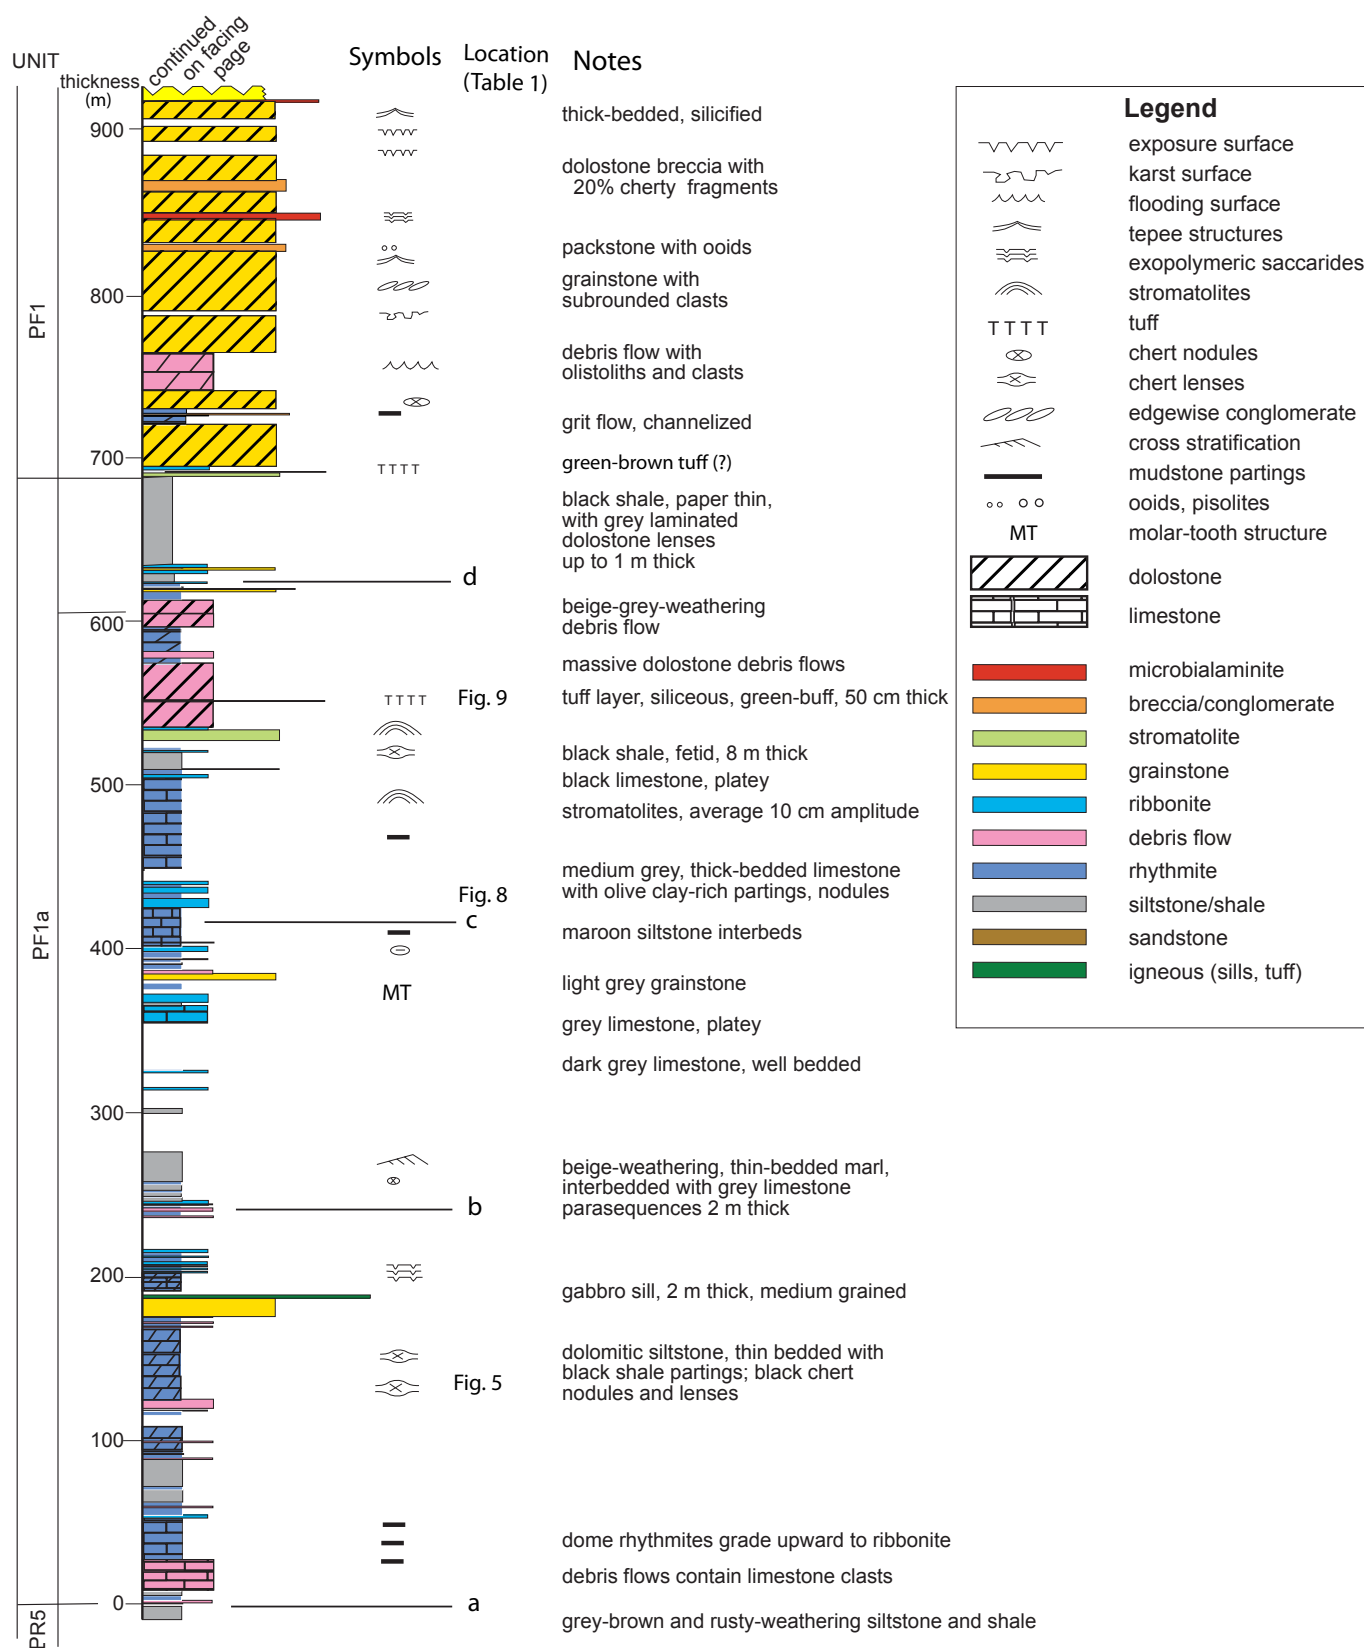 UNIT
thickness
(m)
continued
on facing
page
Symbols
Location
(Table 1)
Notes
PF1
PF1a
PR5
900
800
700
600
500
400
300
200
100
0
TTTT
TTTT
MT
d
Fig. 9
Fig. 8
c
b
Fig. 5
a
thick-bedded, silicified
dolostone breccia with
20% cherty fragments
packstone with ooids
grainstone with
subrounded clasts
debris flow with
olistoliths and clasts
grit flow, channelized
green-brown tuff (?)
black shale, paper thin,
with grey laminated
dolostone lenses
up to 1 m thick
beige-grey-weathering
debris flow
massive dolostone debris flows
tuff layer, siliceous, green-buff, 50 cm thick
black shale, fetid, 8 m thick
black limestone, platey
stromatolites, average 10 cm amplitude
medium grey, thick-bedded limestone
with olive clay-rich partings, nodules
maroon siltstone interbeds
light grey grainstone
grey limestone, platey
dark grey limestone, well bedded
beige-weathering, thin-bedded marl,
interbedded with grey limestone
parasequences 2 m thick
gabbro sill, 2 m thick, medium grained
dolomitic siltstone, thin bedded with
black shale partings; black chert
nodules and lenses
dome rhythmites grade upward to ribbonite
debris flows contain limestone clasts
grey-brown and rusty-weathering siltstone and shale
Legend
exposure surface
karst surface
flooding surface
tepee structures
exopolymeric saccarides
stromatolites
TTTT tuff
chert nodules
chert lenses
edgewise conglomerate
cross stratification
mudstone partings
ooids, pisolites
MT molar-tooth structure
dolostone
limestone
microbialaminite
breccia/conglomerate
stromatolite
grainstone
ribbonite
debris flow
rhythmite
siltstone/shale
sandstone
igneous (sills, tuff)